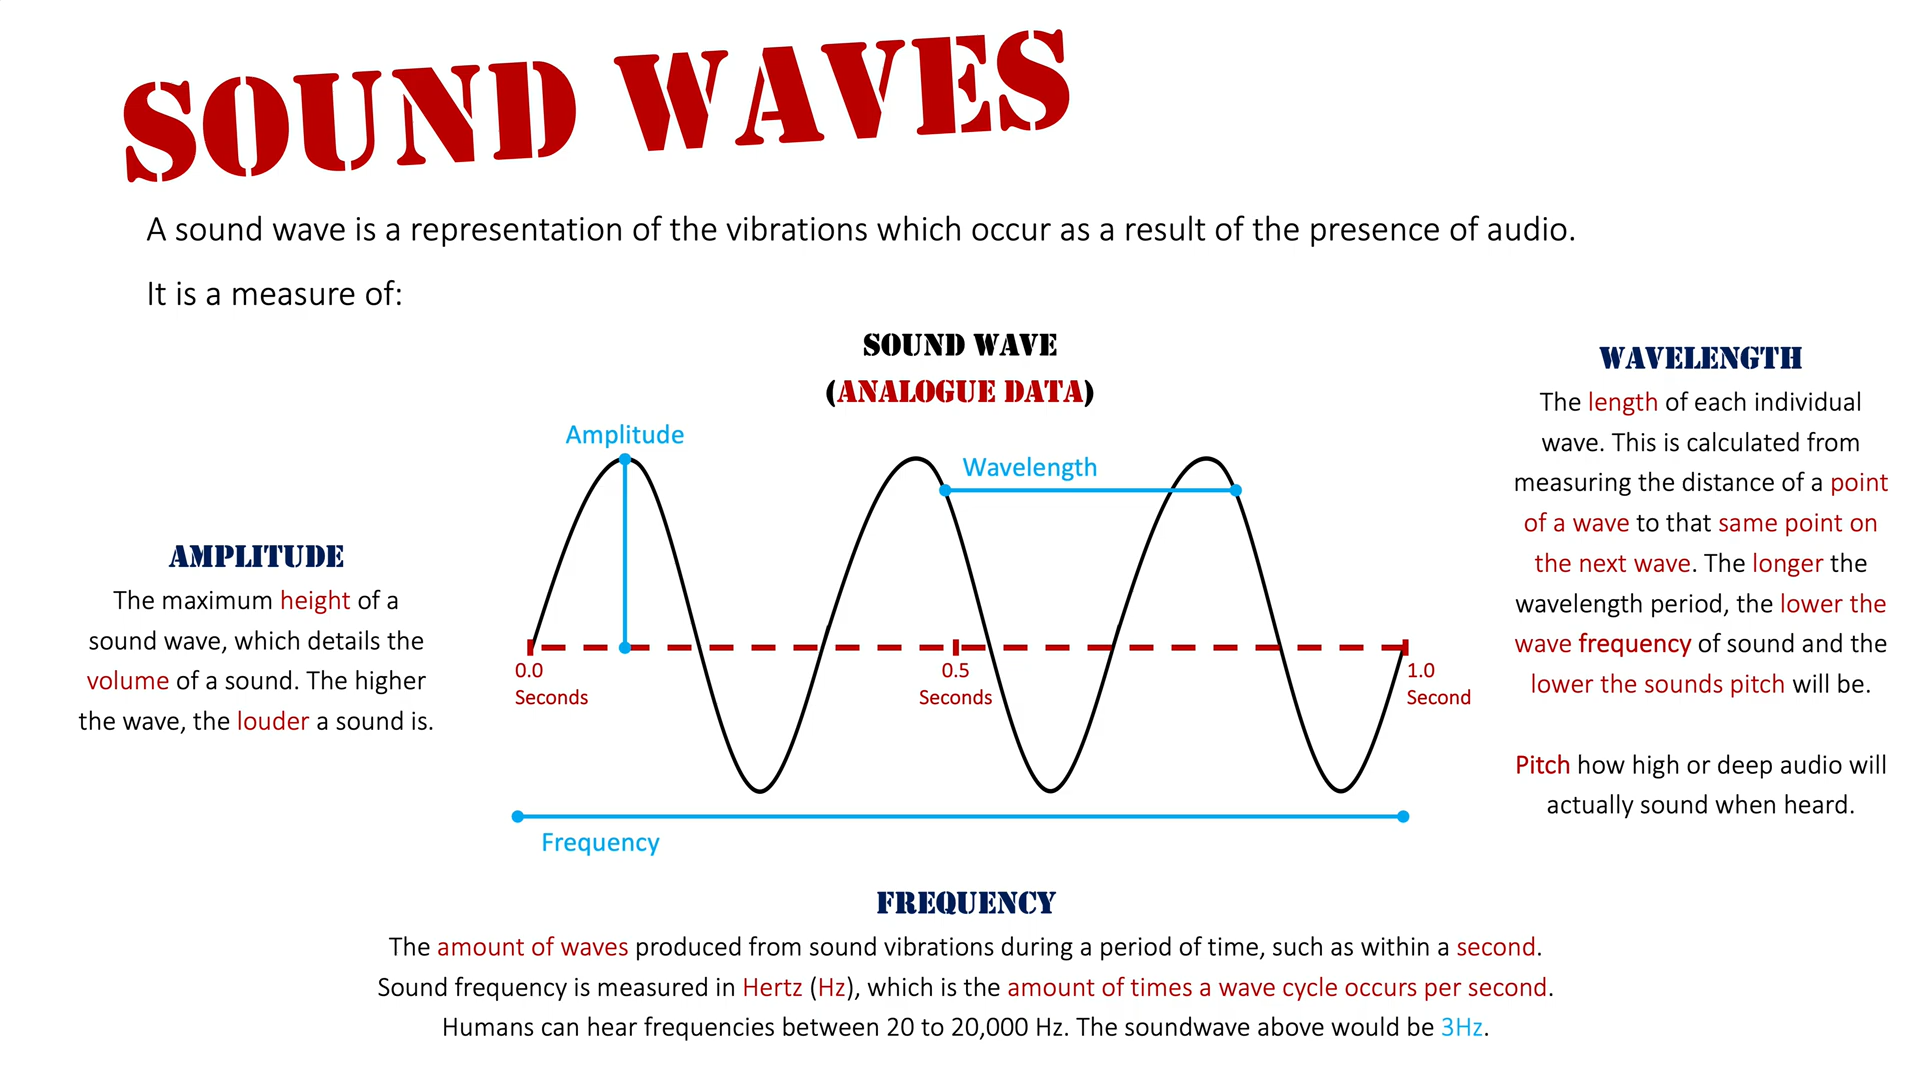 SOUND WAVES
A sound wave is a representation of the vibrations which occur as a result of the presence of audio.
It is a measure of:
SOUND WAVE
(ANALOGUE DATA)
Amplitude
Wavelength
0.0
Seconds
0.5
Seconds
1.0
Second
Frequency
AMPLITUDE
The maximum height of a
sound wave, which details the
volume of a sound. The higher
the wave, the louder a sound is.
WAVELENGTH
The length of each individual
wave. This is calculated from
measuring the distance of a point
of a wave to that same point on
the next wave. The longer the
wavelength period, the lower the
wave frequency of sound and the
lower the sounds pitch will be.
Pitch how high or deep audio will
actually sound when heard.
FREQUENCY
The amount of waves produced from sound vibrations during a period of time, such as within a second.
Sound frequency is measured in Hertz (Hz), which is the amount of times a wave cycle occurs per second.
Humans can hear frequencies between 20 to 20,000 Hz. The soundwave above would be 3Hz.